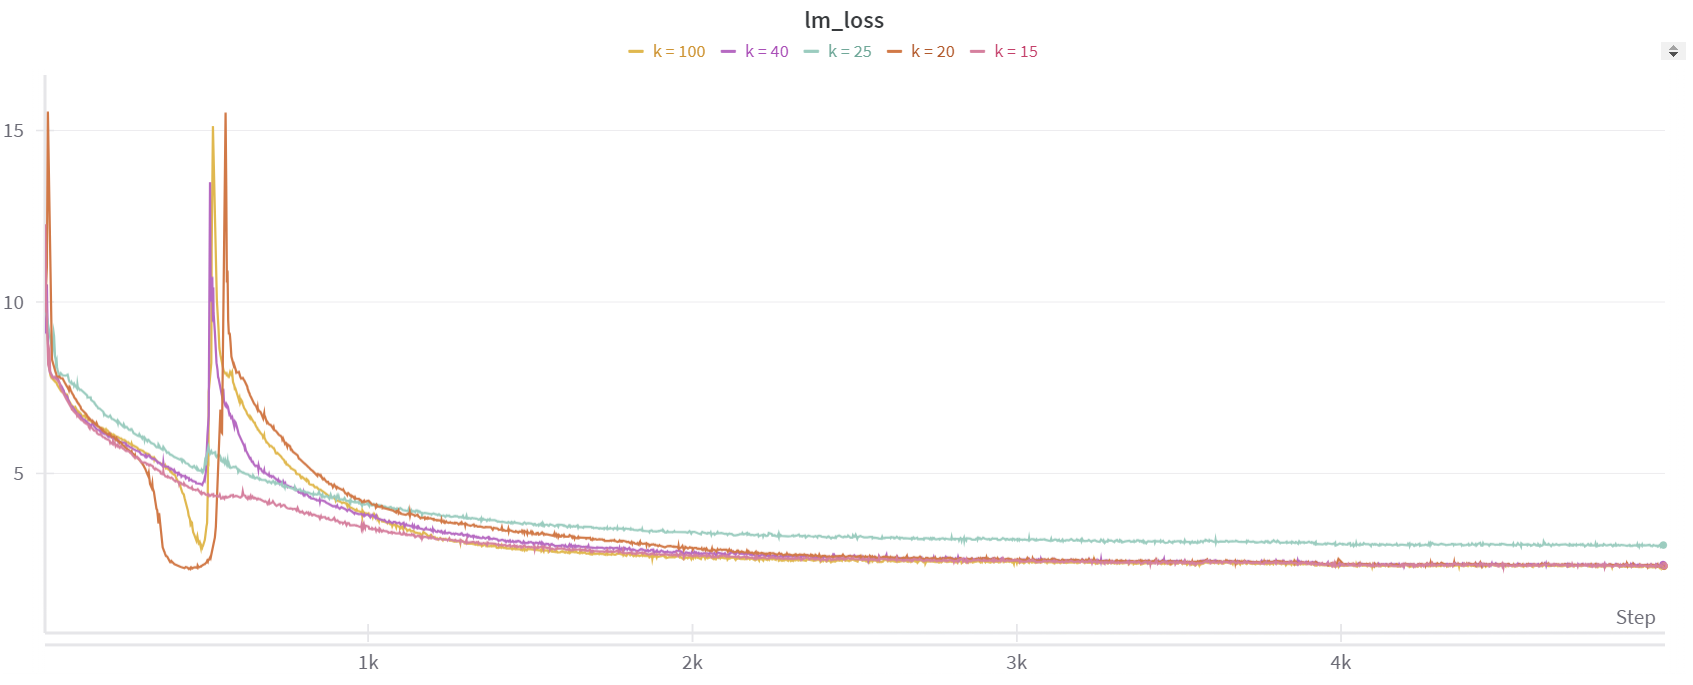 lm_loss
k = 100 k = 40 k = 25 k = 20 k = 15
15
10
5
Step
1k 2k 3k 4k